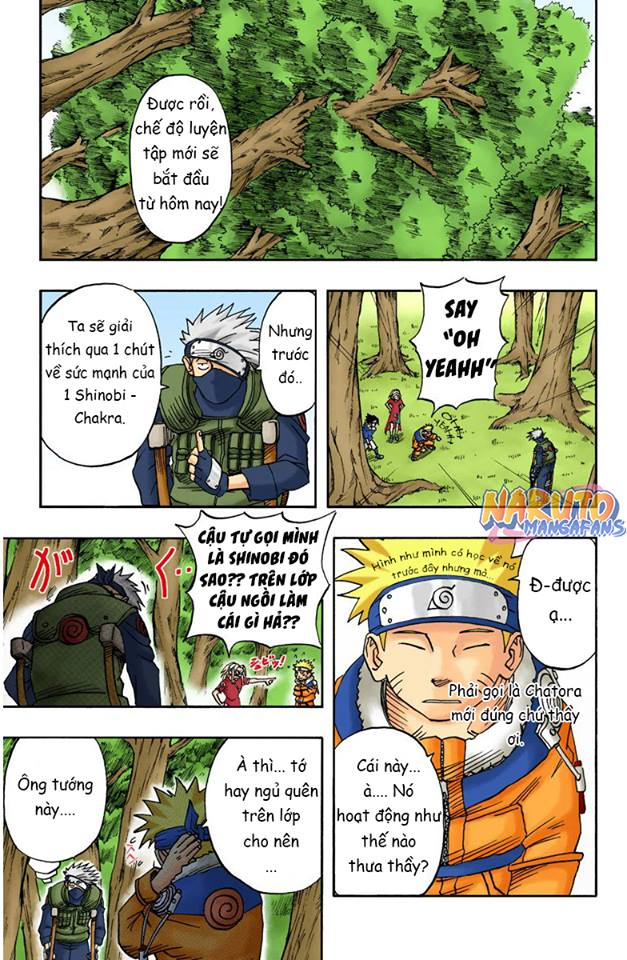 Được rồi,
chế độ luyện
tập mới sẽ
bắt đầu
từ hôm nay!
SAY
"OH
YEAHH"
OH
YEAHH
Nhưng
trước
đó..
Ta sẽ giải
thích qua 1 chút
về sức mạnh của
1 Shinobi -
Chakra.
NARUTO
MANGAFANS
Hình như mình có học về nó
trước đây nhưng mà...
Đ-được
ạ...
Phải gọi là Chatora
mới đúng chứ thầy
ơi.
Cái này...
à.... Nó
hoạt động như
thế nào
thưa thầy?
CẬU TỰ GỌI MÌNH
LÀ SHINOBI ĐÓ
SAO?? TRÊN LỚP
CẬU NGỒI LÀM
CÁI GÌ HẢ??
がく..
À thì... tớ
hay ngủ quên
trên lớp
cho nên
...
Ông tướng
này....